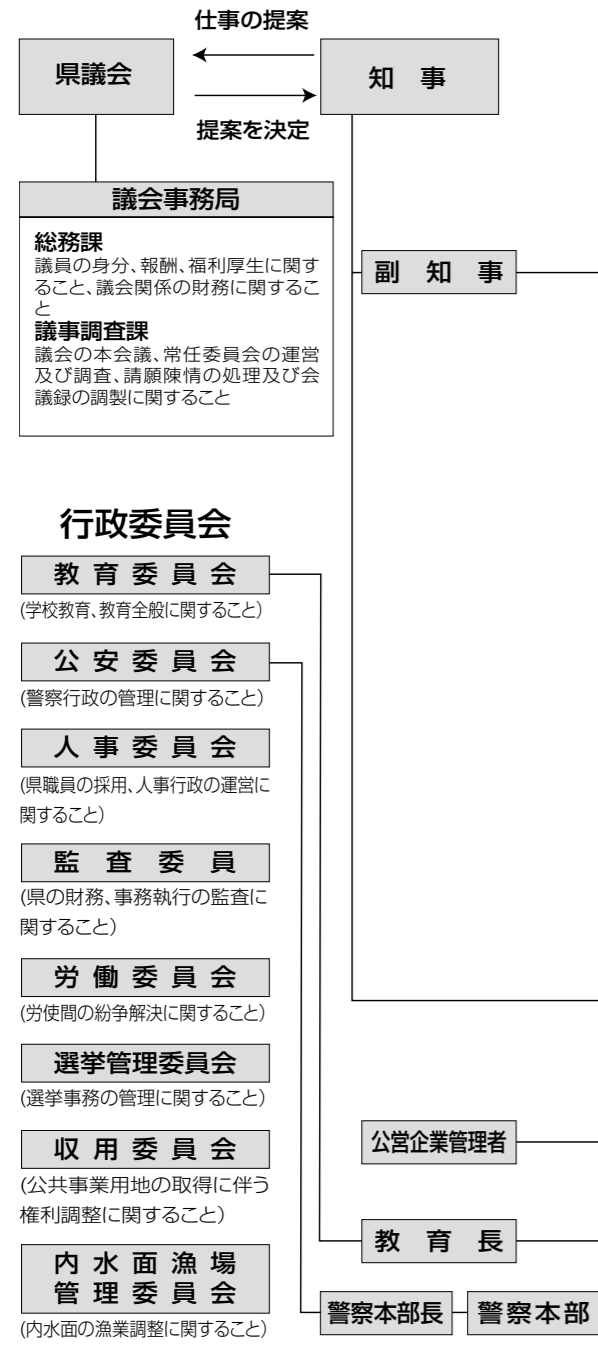 仕事の提案
県議会
知 事
提案を決定
議会事務局
総務課
議員の身分、報酬、福利厚生に関す
ること、議会関係の財務に関するこ
と
議事調査課
議会の本会議、常任委員会の運営
及び調査、請願陳情の処理及び会
議録の調製に関すること
副 知 事
行政委員会
教 育 委 員 会
(学校教育、教育全般に関すること)
公 安 委 員 会
(警察行政の管理に関すること)
人 事 委 員 会
(県職員の採用、人事行政の運営に
関すること)
監 査 委 員
(県の財務、事務執行の監査に
関すること)
労 働 委 員 会
(労使間の紛争解決に関すること)
選挙管理委員会
(選挙事務の管理に関すること)
収 用 委 員 会
(公共事業用地の取得に伴う
権利調整に関すること)
内 水 面 漁 場
管 理 委 員 会
(内水面の漁業調整に関すること)
公営企業管理者
教 育 長
警察本部長
警察本部